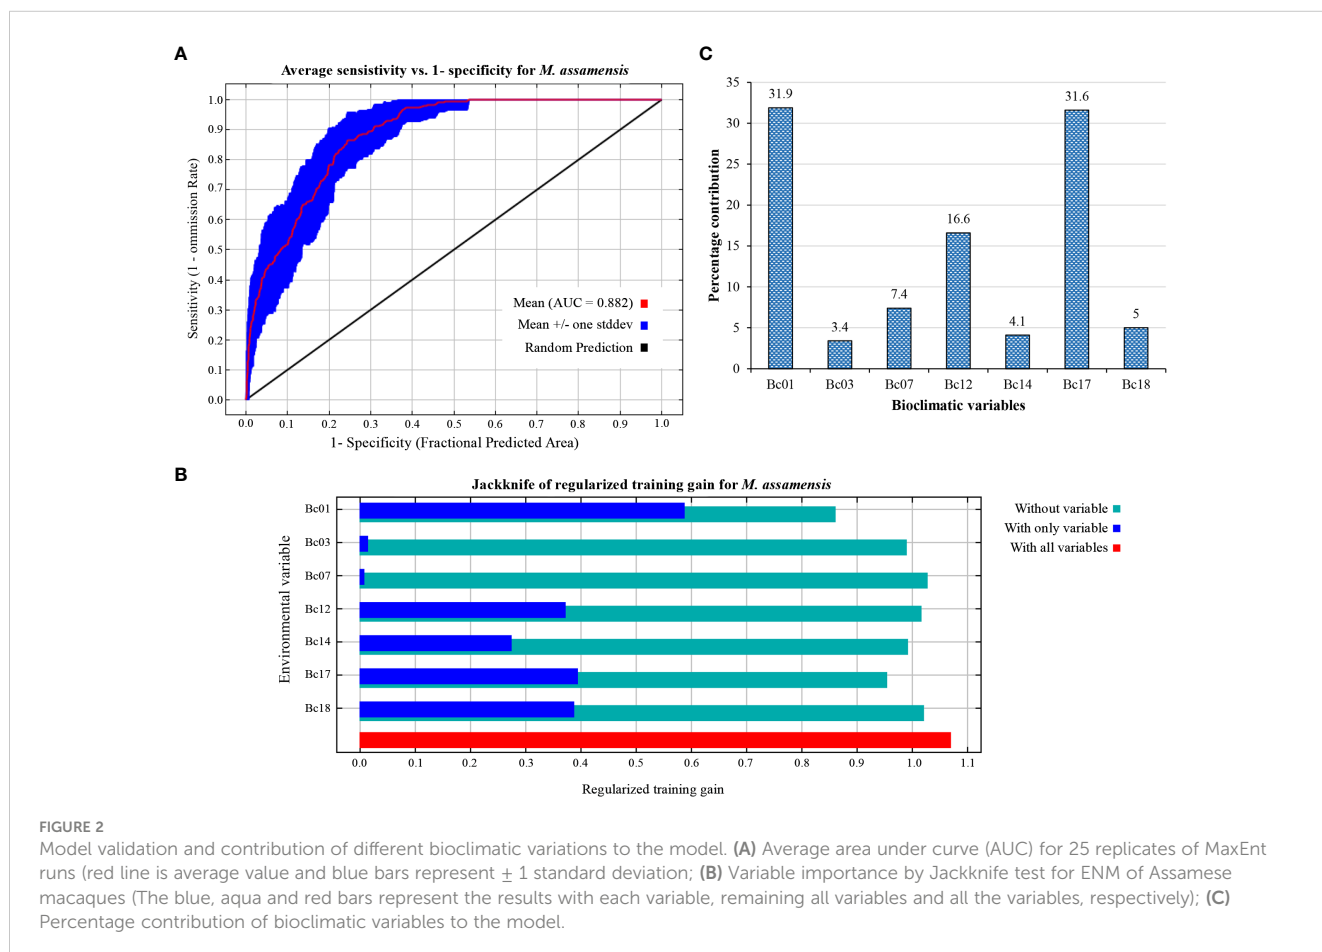 A
Average sensistivity vs. 1- specificity for M. assamensis
Sensitivity (1 - ommission Rate)
1.0
0.9
0.8
0.7
0.6
0.5
0.4
0.3
0.2
0.1
0.0
Mean (AUC = 0.882)
Mean +/- one stddev
Random Prediction
0.0 0.1 0.2 0.3 0.4 0.5 0.6 0.7 0.8 0.9 1.0
1- Specificity (Fractional Predicted Area)
C
Percentage contribution
35
30
25
20
15
10
5
0
31.9
3.4
7.4
16.6
4.1
31.6
5
Bc01 Bc03 Bc07 Bc12 Bc14 Bc17 Bc18
Bioclimatic variables
B
Jackknife of regularized training gain for M. assamensis
Environmental variable
Bc01
Bc03
Bc07
Bc12
Bc14
Bc17
Bc18
Without variable
With only variable
With all variables
0.0 0.1 0.2 0.3 0.4 0.5 0.6 0.7 0.8 0.9 1.0 1.1
Regularized training gain
FIGURE 2
Model validation and contribution of different bioclimatic variations to the model. (A) Average area under curve (AUC) for 25 replicates of MaxEnt
runs (red line is average value and blue bars represent ± 1 standard deviation; (B) Variable importance by Jackknife test for ENM of Assamese
macaques (The blue, aqua and red bars represent the results with each variable, remaining all variables and all the variables, respectively); (C)
Percentage contribution of bioclimatic variables to the model.